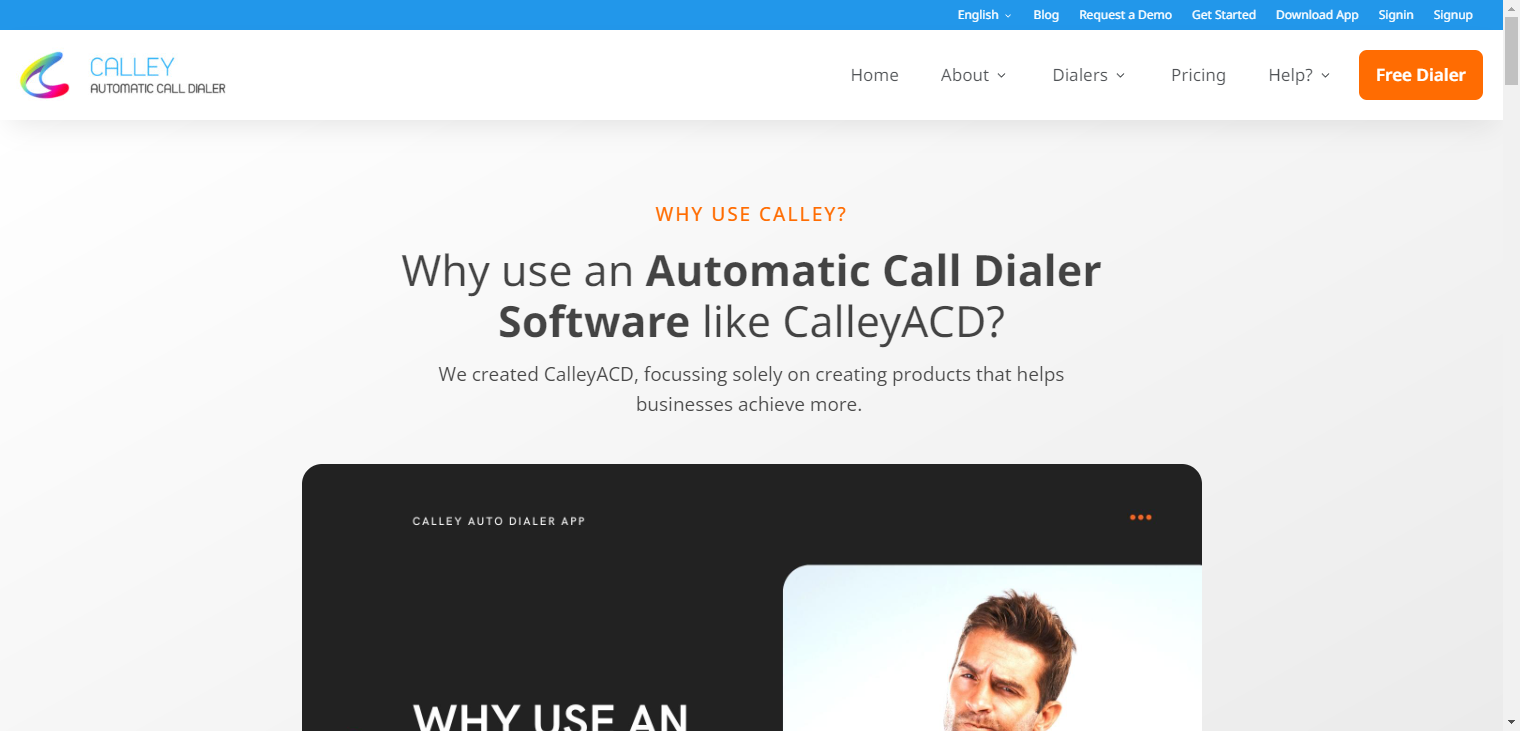 English
Blog
Request a Demo
Get Started
Download App
Signin
Signup
CALLEY
AUTOMATIC CALL DIALER
Home
About
Dialers
Pricing
Help?
Free Dialer
WHY USE CALLEY?
Why use an Automatic Call Dialer
Software like CalleyACD?
We created CalleyACD, focussing solely on creating products that helps
businesses achieve more.
CALLEY AUTO DIALER APP
WHY USE AN